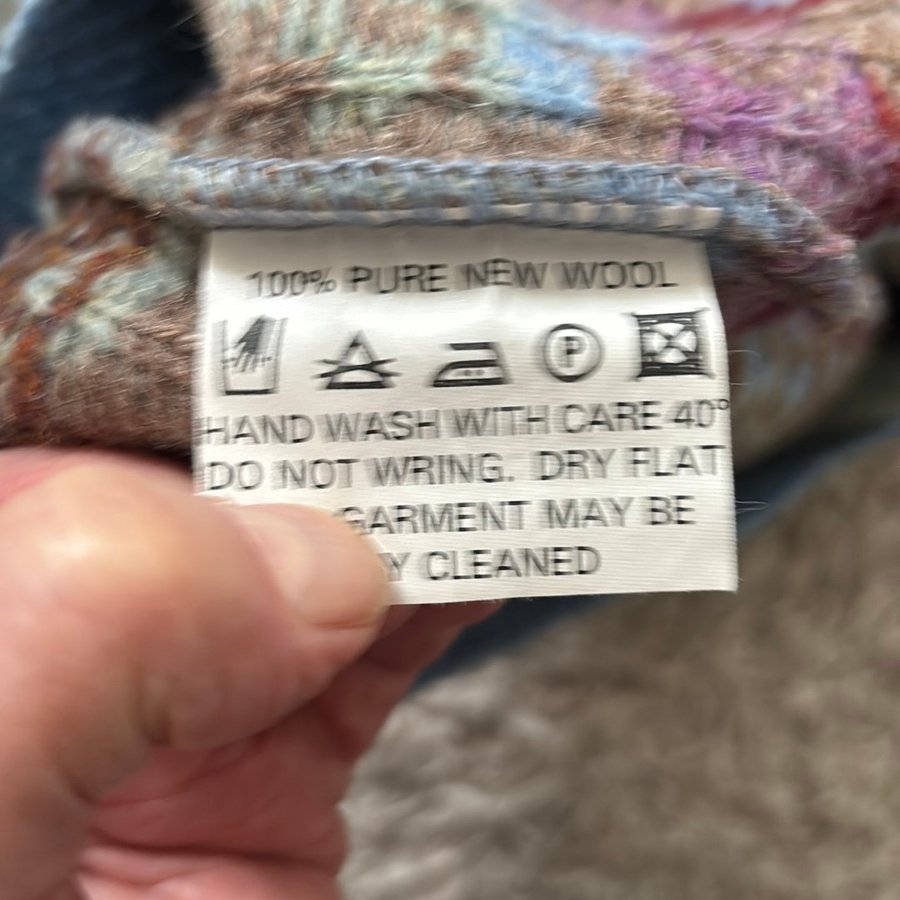 100% PURE NEW WOOL
P
HAND WASH WITH CARE 40°
DO NOT WRING. DRY FLAT
GARMENT MAY BE
CLEANED